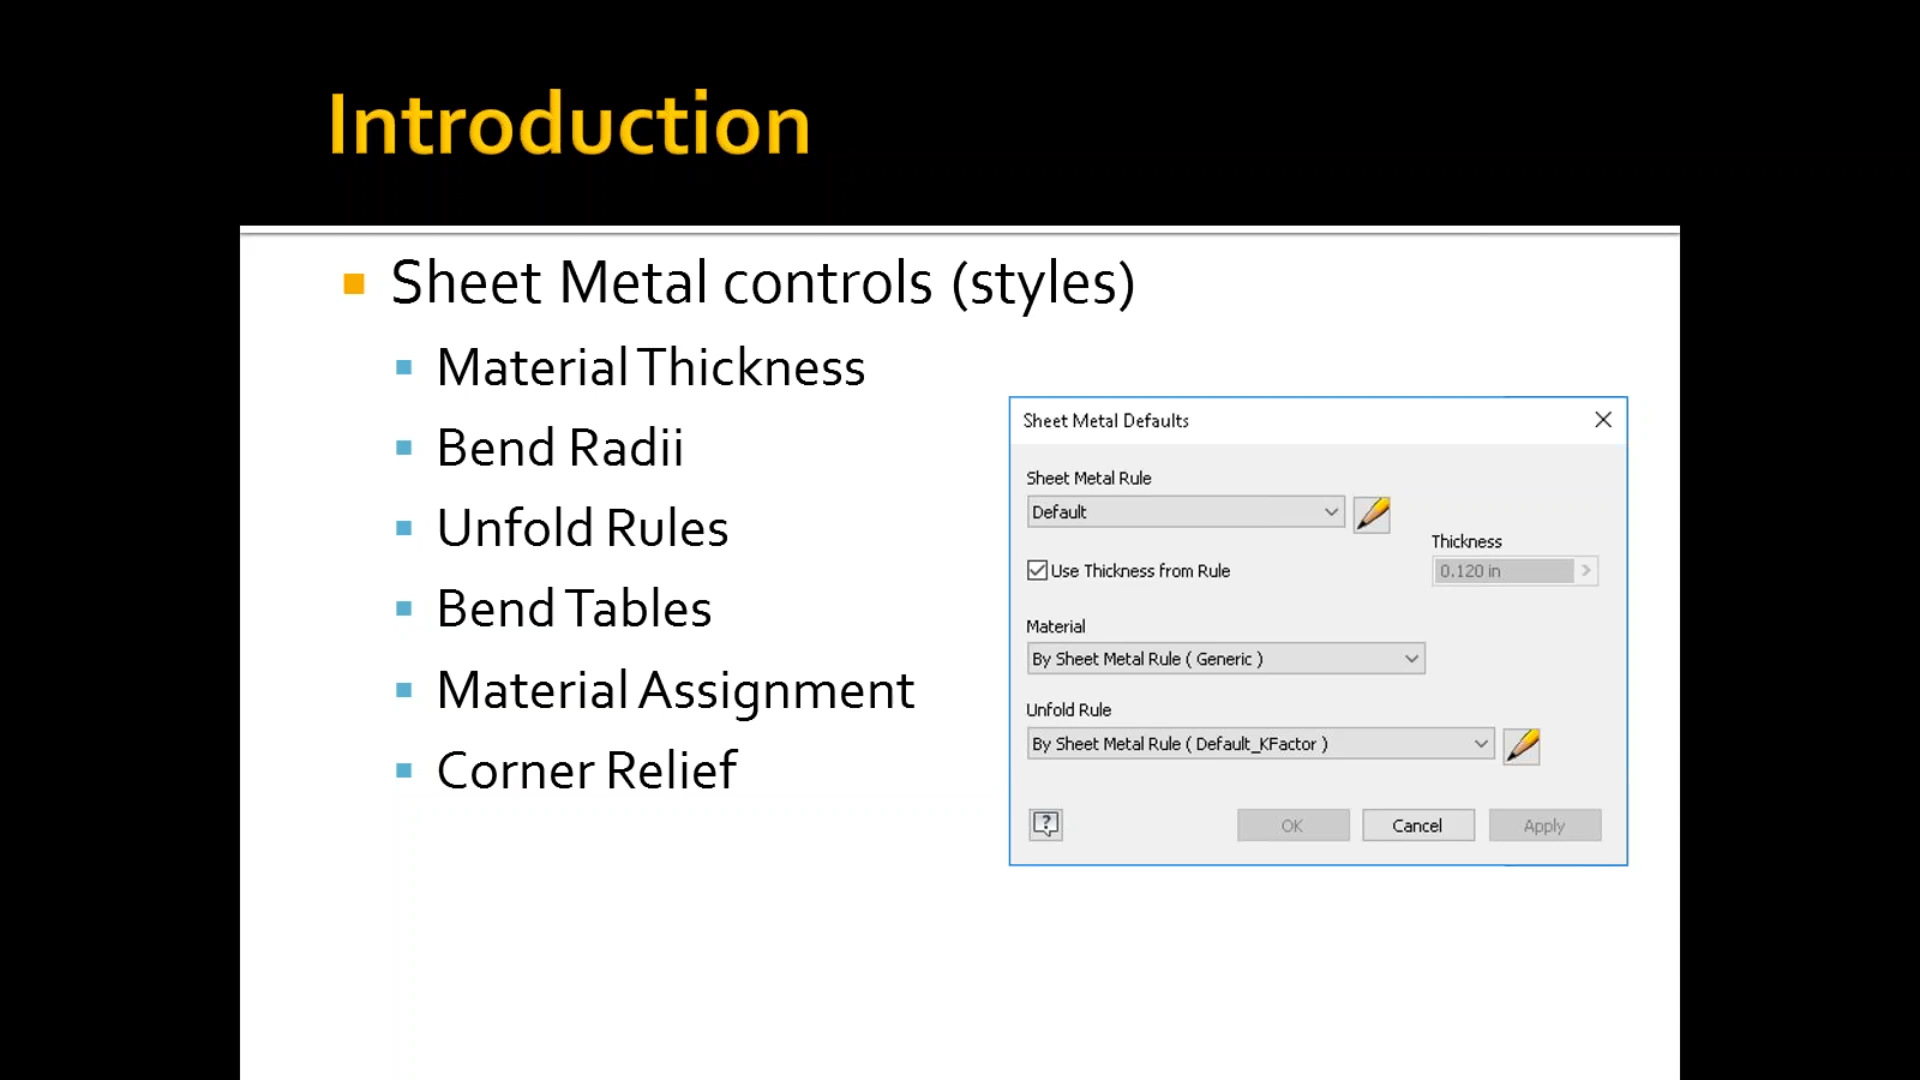 Introduction
Sheet Metal controls (styles)
Material Thickness
Bend Radii
Unfold Rules
Bend Tables
Material Assignment
Corner Relief
Sheet Metal Defaults
Sheet Metal Rule
Default
Thickness
Use Thickness from Rule
0.120 in
Material
By Sheet Metal Rule ( Generic )
Unfold Rule
By Sheet Metal Rule ( Default_KFactor )
?
OK
Cancel
Apply